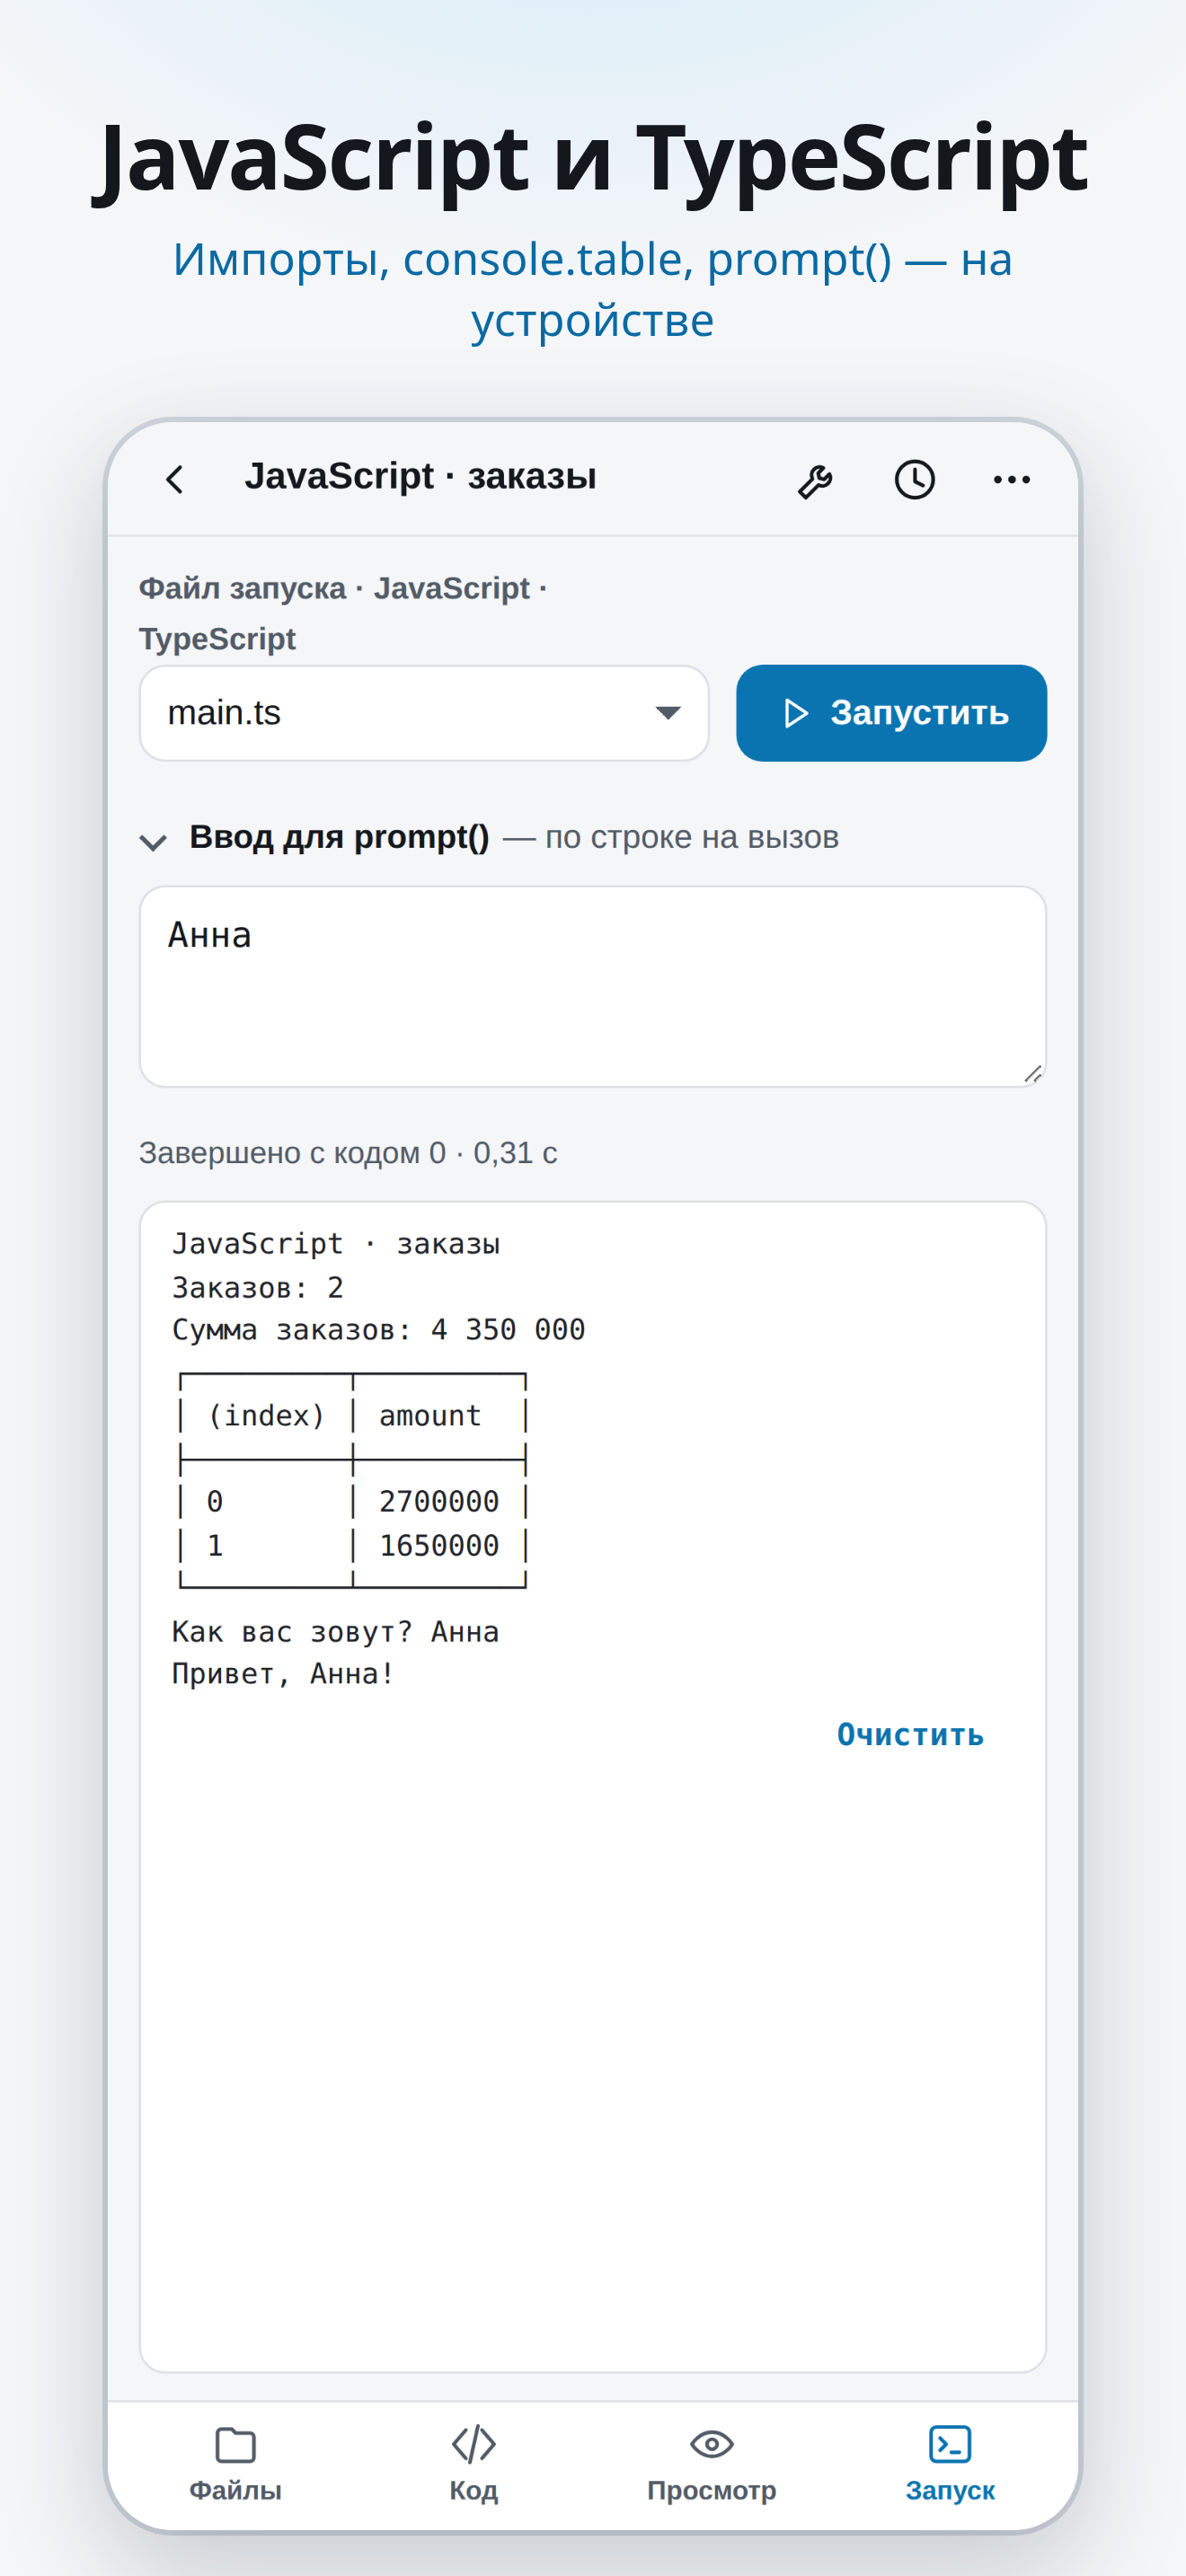 JavaScript и TypeScript
Импорты, console.table, prompt() — на
устройстве
JavaScript · заказы
Файл запуска · JavaScript ·
TypeScript
main.ts
Запустить
Ввод для prompt() — по строке на вызов
Анна
Завершено с кодом 0 · 0,31 с
JavaScript · заказы
Заказов: 2
Сумма заказов: 4 350 000
┌─────────┬─────────┐
│ (index) │ amount  │
├─────────┼─────────┤
│ 0       │ 2700000 │
│ 1       │ 1650000 │
└─────────┴─────────┘
Как вас зовут? Анна
Привет, Анна!
Очистить
Файлы
Код
Просмотр
Запуск